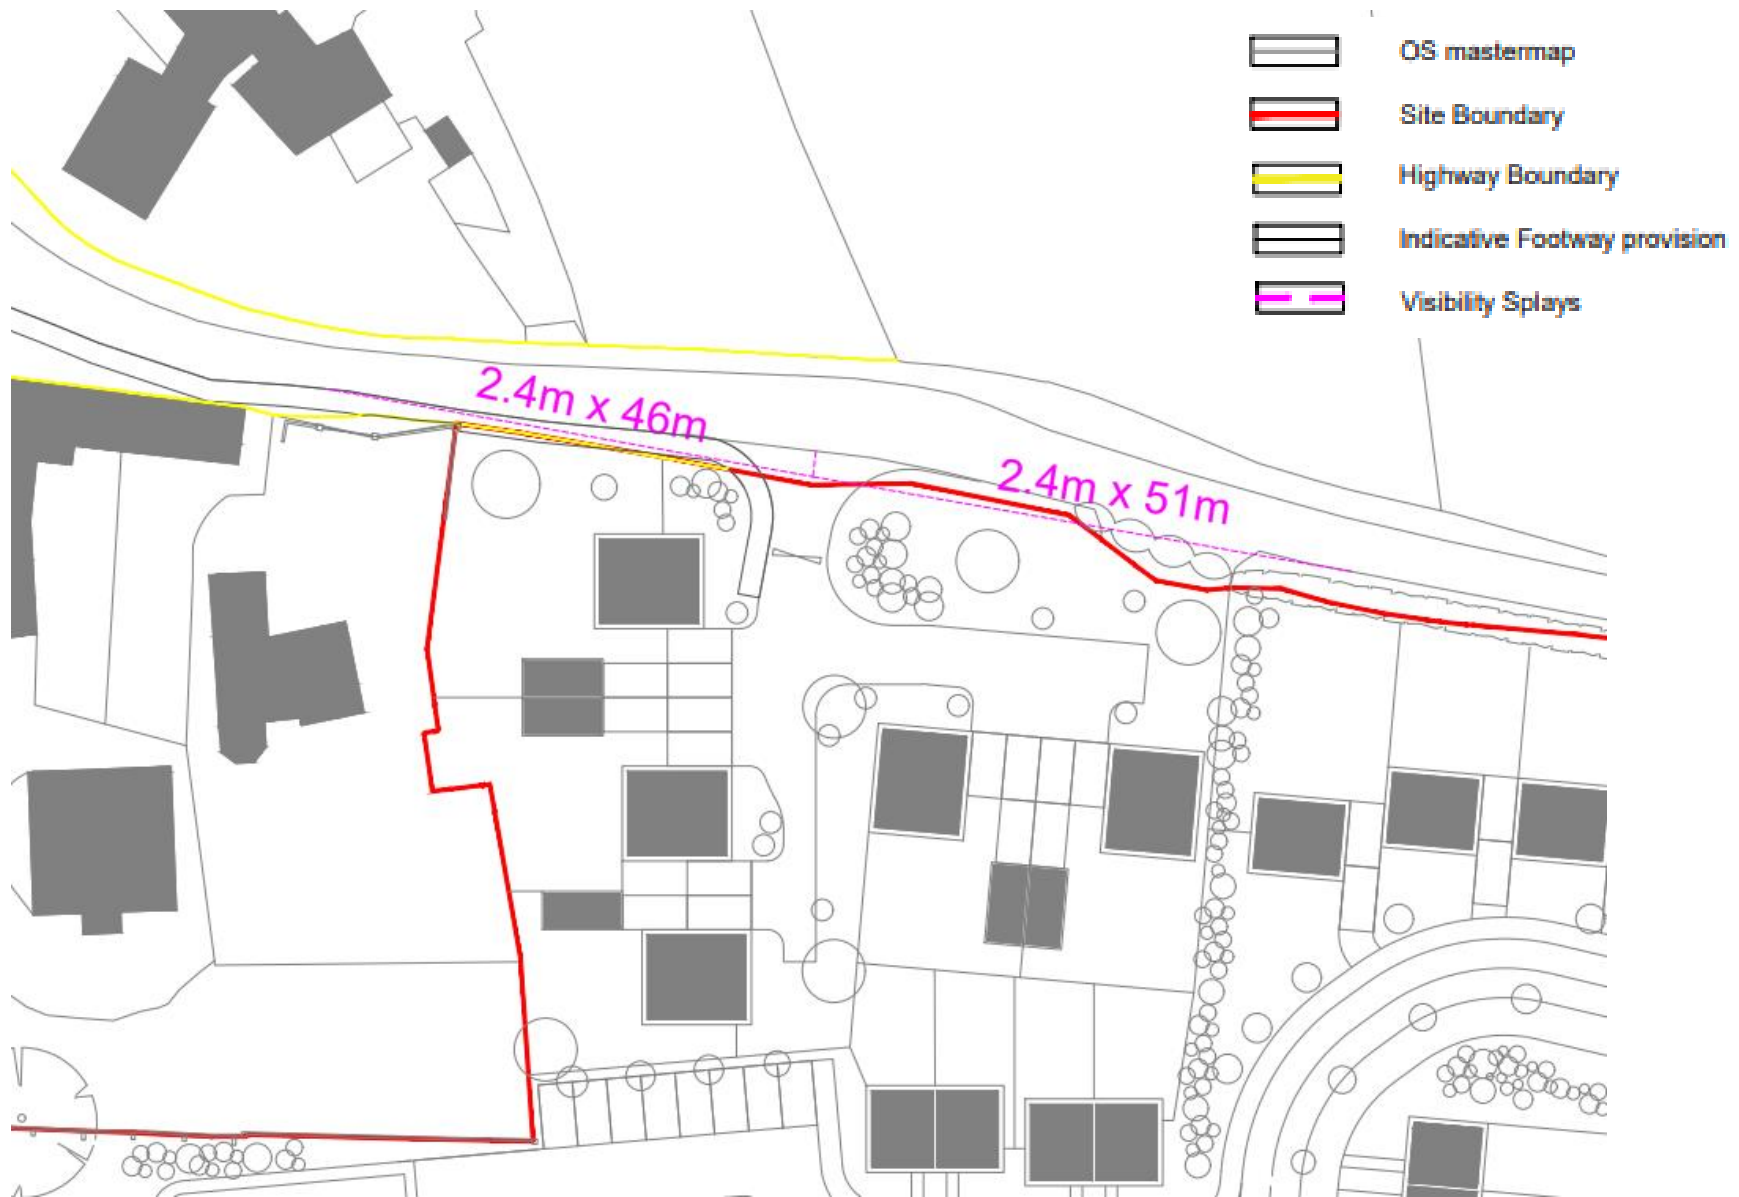 OS mastermap
Site Boundary
Highway Boundary
Indicative Footway provision
Visibility Splays
2.4m x 46m
2.4m x 51m